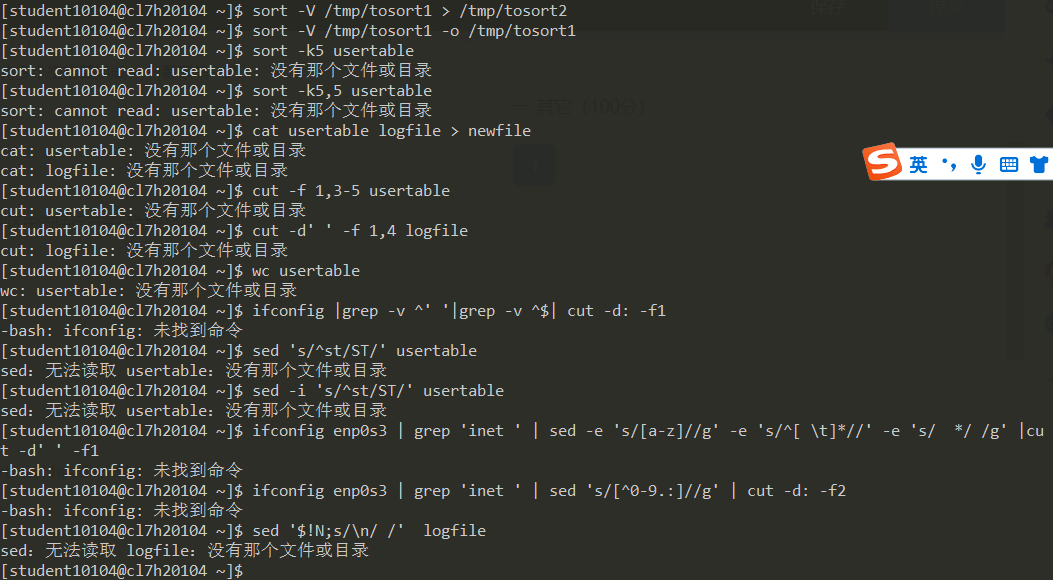 [student10104@cl7h20104 ~]$ sort -V /tmp/tosort1 > /tmp/tosort2
[student10104@cl7h20104 ~]$ sort -V /tmp/tosort1 -o /tmp/tosort1
[student10104@cl7h20104 ~]$ sort -k5 usertable
sort: cannot read: usertable: 没有那个文件或目录
[student10104@cl7h20104 ~]$ sort -k5,5 usertable
sort: cannot read: usertable: 没有那个文件或目录
[student10104@cl7h20104 ~]$ cat usertable logfile > newfile
cat: usertable: 没有那个文件或目录
cat: logfile: 没有那个文件或目录
[student10104@cl7h20104 ~]$ cut -f 1,3-5 usertable
cut: usertable: 没有那个文件或目录
[student10104@cl7h20104 ~]$ cut -d' ' -f 1,4 logfile
cut: logfile: 没有那个文件或目录
[student10104@cl7h20104 ~]$ wc usertable
wc: usertable: 没有那个文件或目录
[student10104@cl7h20104 ~]$ ifconfig |grep -v ^' '|grep -v ^$| cut -d: -f1
-bash: ifconfig: 未找到命令
[student10104@cl7h20104 ~]$ sed 's/^st/ST/' usertable
sed：无法读取 usertable：没有那个文件或目录
[student10104@cl7h20104 ~]$ sed -i 's/^st/ST/' usertable
sed：无法读取 usertable：没有那个文件或目录
[student10104@cl7h20104 ~]$ ifconfig enp0s3 | grep 'inet ' | sed -e 's/[a-z]//g' -e 's/^[ \t]*//' -e 's/  */ /g' |cu
t -d' ' -f1
-bash: ifconfig: 未找到命令
[student10104@cl7h20104 ~]$ ifconfig enp0s3 | grep 'inet ' | sed 's/[^0-9.:]//g' | cut -d: -f2
-bash: ifconfig: 未找到命令
[student10104@cl7h20104 ~]$ sed '$!N;s/\n/ /'  logfile
sed：无法读取 logfile：没有那个文件或目录
[student10104@cl7h20104 ~]$
S 英